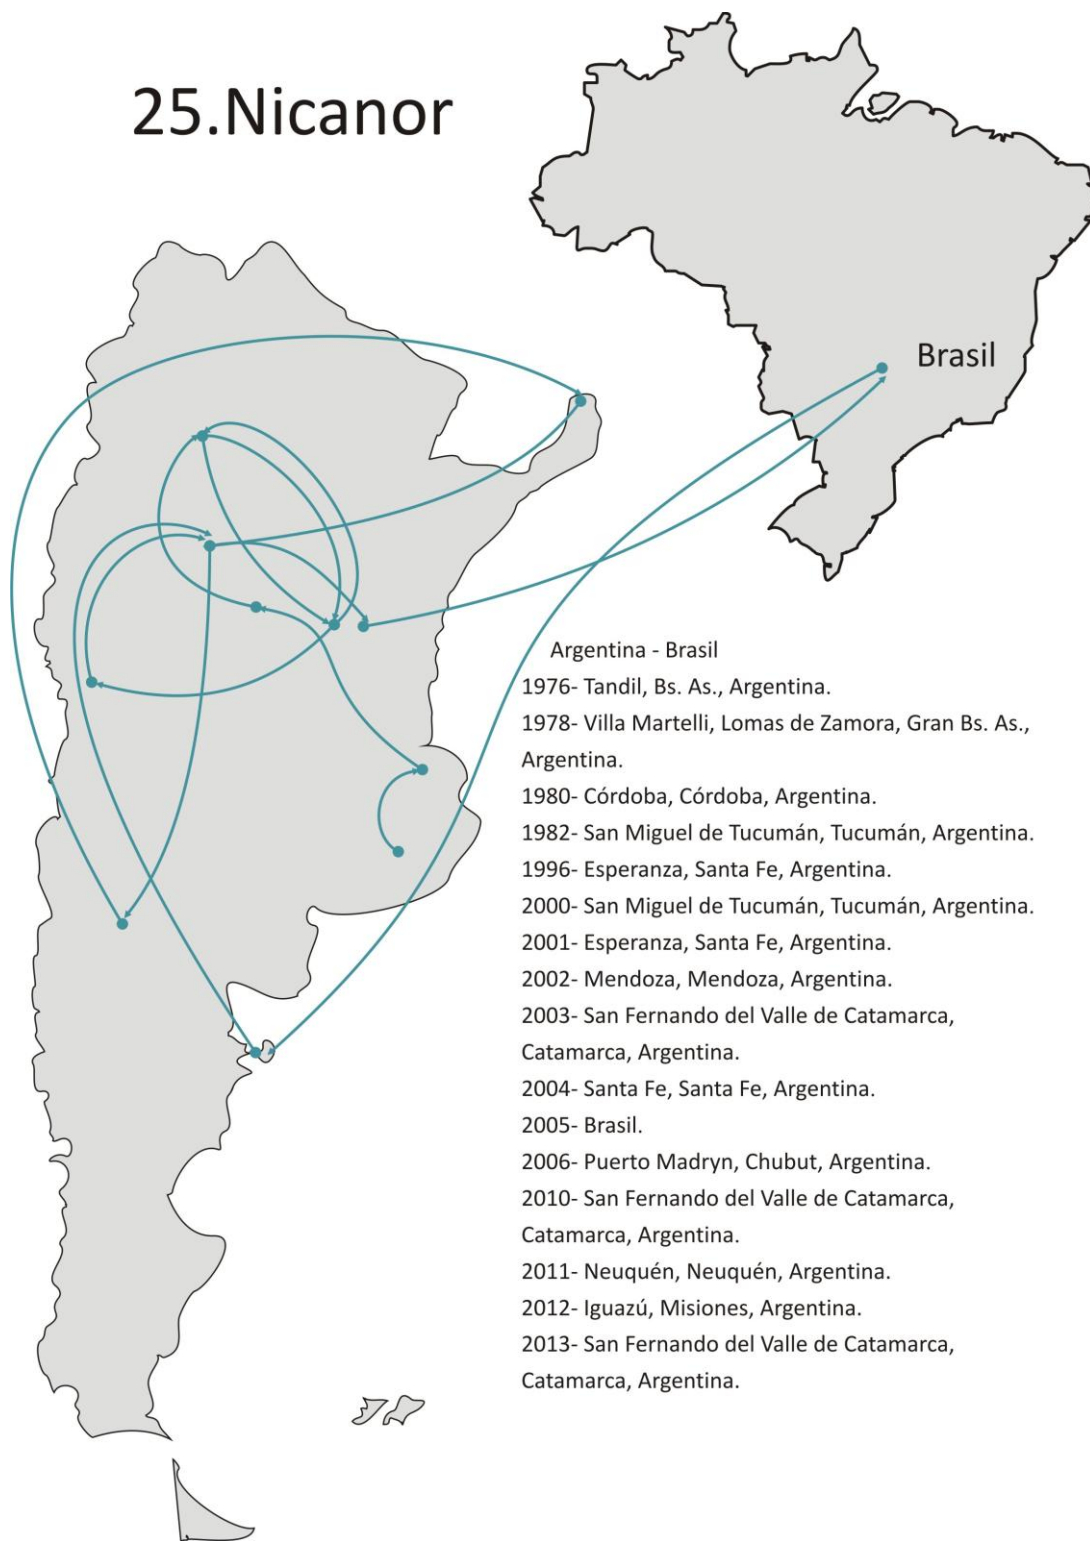 25.Nicanor
Brasil
Argentina - Brasil
1976- Tandil, Bs. As., Argentina.
1978- Villa Martelli, Lomas de Zamora, Gran Bs. As.,
Argentina.
1980- Córdoba, Córdoba, Argentina.
1982- San Miguel de Tucumán, Tucumán, Argentina.
1996- Esperanza, Santa Fe, Argentina.
2000- San Miguel de Tucumán, Tucumán, Argentina.
2001- Esperanza, Santa Fe, Argentina.
2002- Mendoza, Mendoza, Argentina.
2003- San Fernando del Valle de Catamarca,
Catamarca, Argentina.
2004- Santa Fe, Santa Fe, Argentina.
2005- Brasil.
2006- Puerto Madryn, Chubut, Argentina.
2010- San Fernando del Valle de Catamarca,
Catamarca, Argentina.
2011- Neuquén, Neuquén, Argentina.
2012- Iguazú, Misiones, Argentina.
2013- San Fernando del Valle de Catamarca,
Catamarca, Argentina.